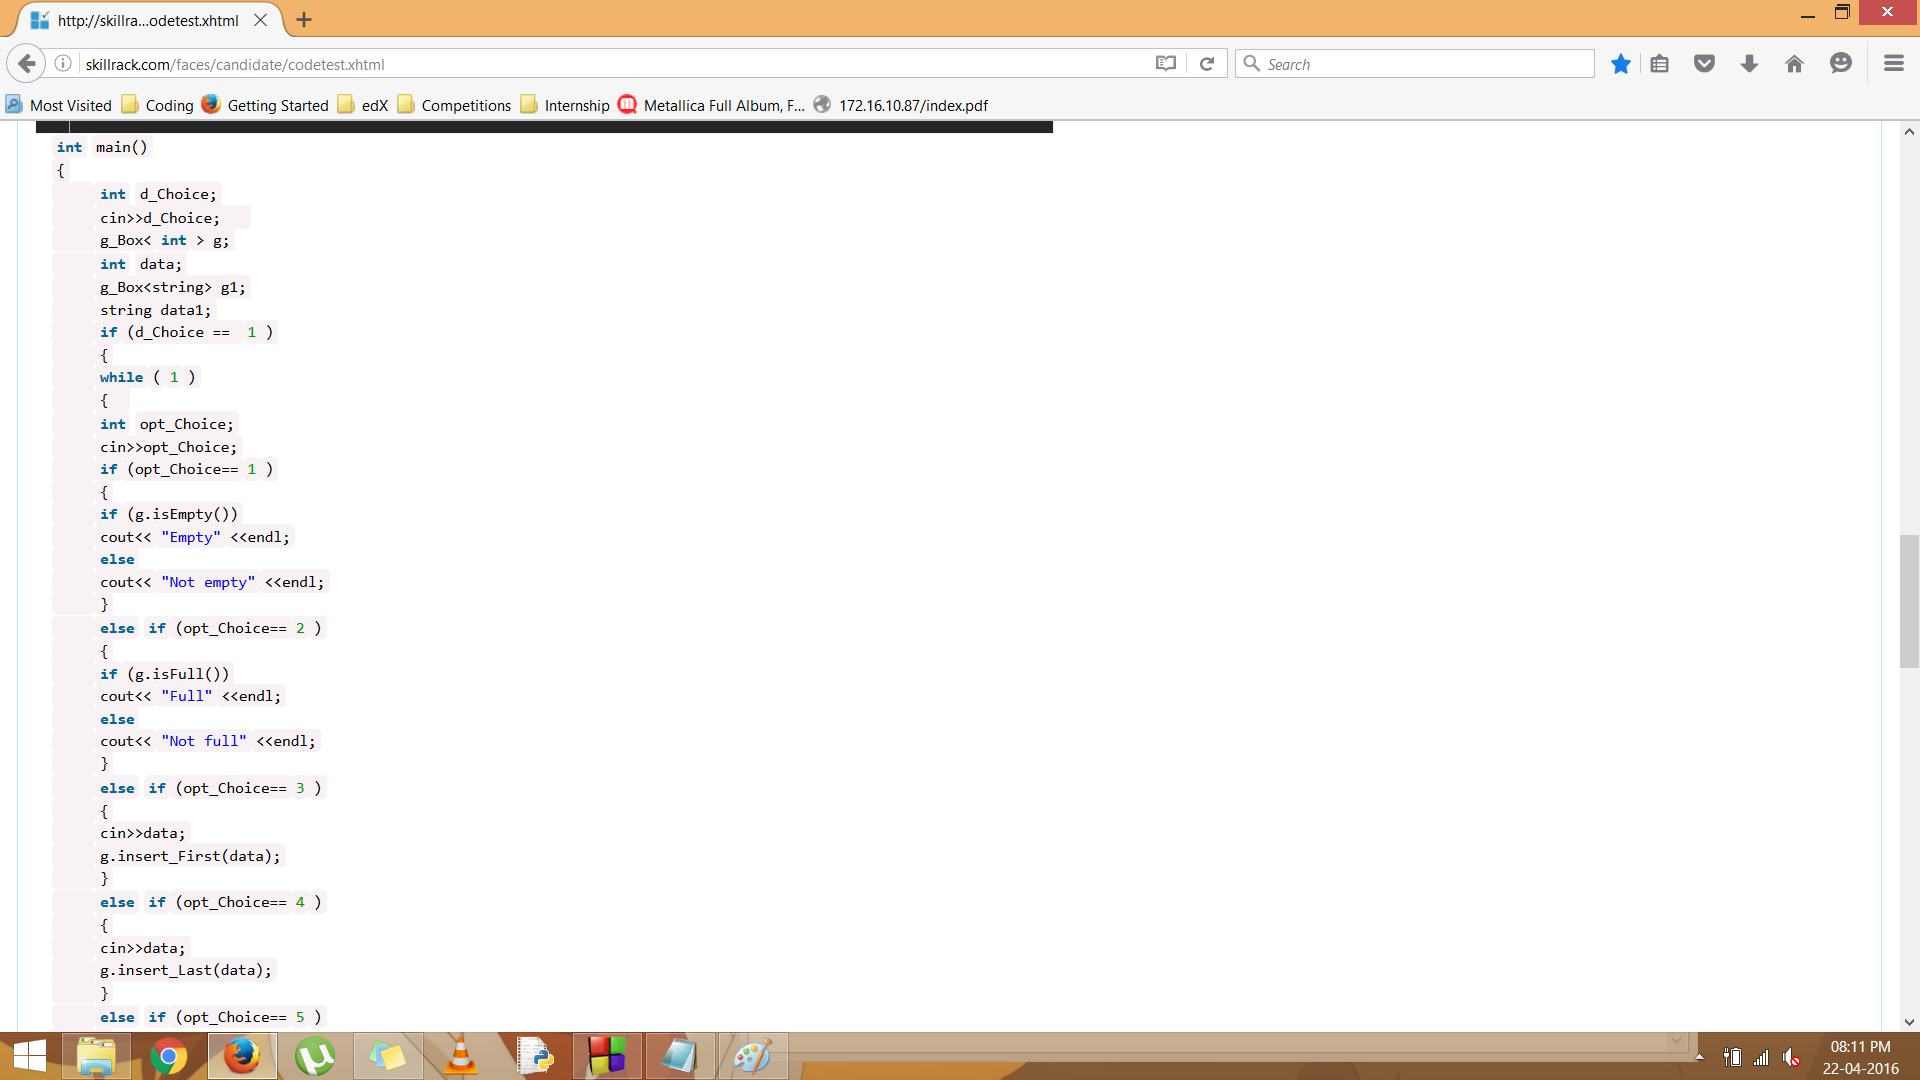 http://skillra...odetest.xhtml
skillrack.com/faces/candidate/codetest.xhtml
Search
Most Visited Coding Getting Started edX Competitions Internship Metallica Full Album, F... 172.16.10.87/index.pdf
int main()
{
int d_Choice;
cin>>d_Choice;
g_Box< int > g;
int data;
g_Box<string> g1;
string data1;
if (d_Choice == 1 )
{
while ( 1 )
{
int opt_Choice;
cin>>opt_Choice;
if (opt_Choice== 1 )
{
if (g.isEmpty())
cout<< "Empty" <<endl;
else
cout<< "Not empty" <<endl;
}
else if (opt_Choice== 2 )
{
if (g.isFull())
cout<< "Full" <<endl;
else
cout<< "Not full" <<endl;
}
else if (opt_Choice== 3 )
{
cin>>data;
g.insert_First(data);
}
else if (opt_Choice== 4 )
{
cin>>data;
g.insert_Last(data);
}
else if (opt_Choice== 5 )
08:11 PM
22-04-2016